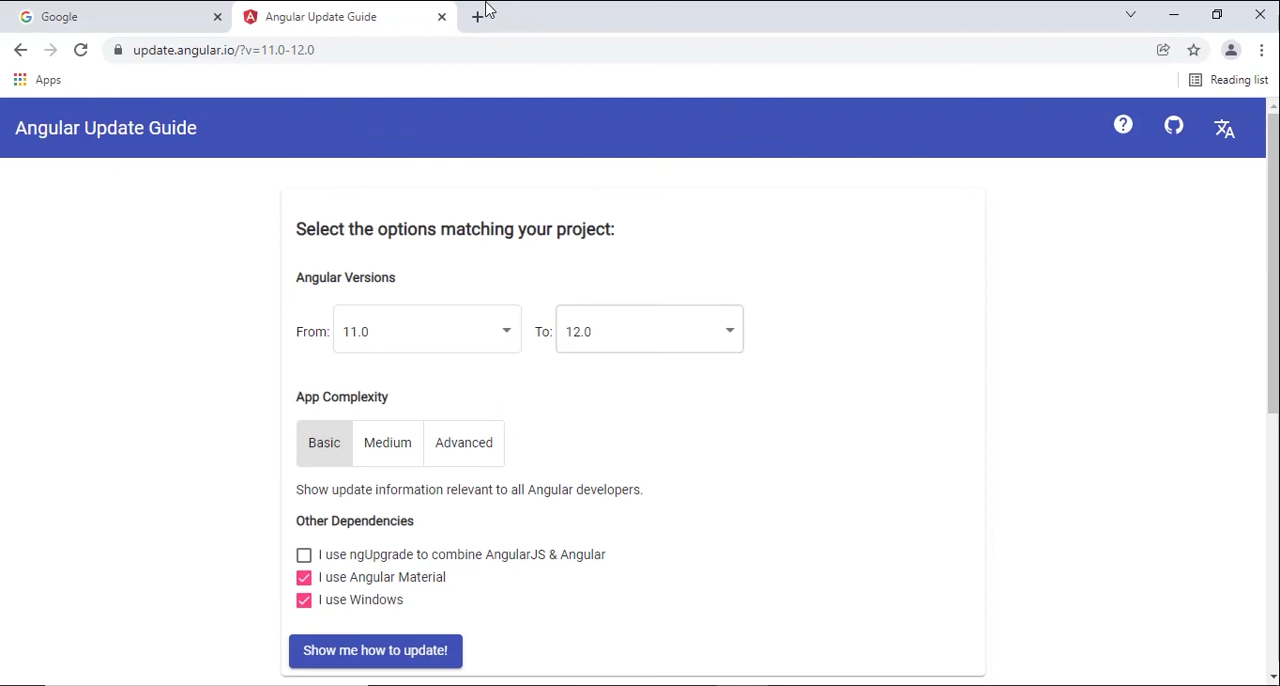 Google
Angular Update Guide
update.angular.io/?v=11.0-12.0
Apps
Reading list
Angular Update Guide
Select the options matching your project:
Angular Versions
From: 11.0 To: 12.0
App Complexity
Basic Medium Advanced
Show update information relevant to all Angular developers.
Other Dependencies
I use ngUpgrade to combine AngularJS & Angular
I use Angular Material
I use Windows
Show me how to update!